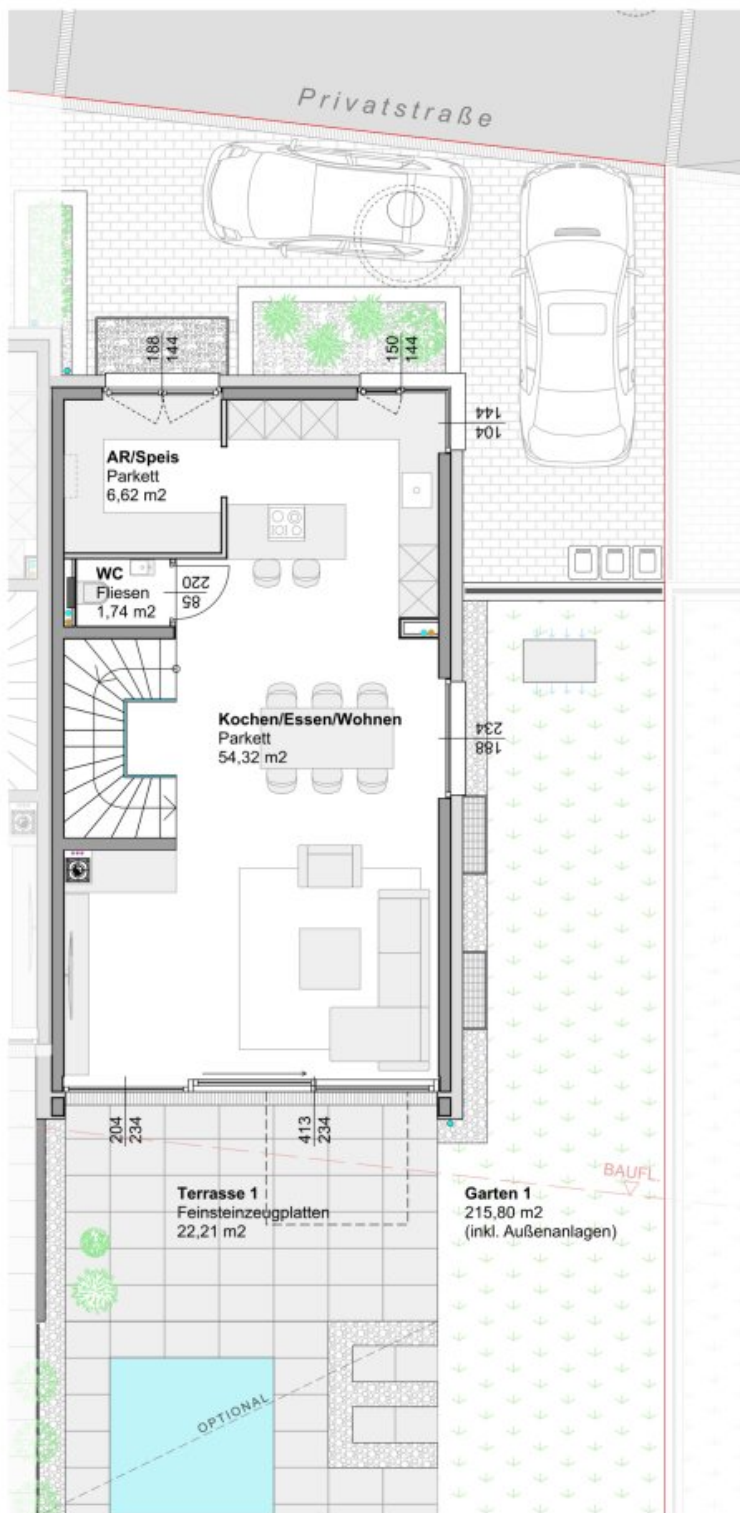 Privatstraße
188
144
150
144
144
104
AR/Speis
Parkett
6,62 m2
WC
Fliesen
1,74 m2
220
85
Kochen/Essen/Wohnen
Parkett
54,32 m2
234
188
204
234
413
234
BAUFL
Terrasse 1
Feinsteinzeugplatten
22,21 m2
Garten 1
215,80 m2
(inkl. Außenanlagen)
OPTIONAL